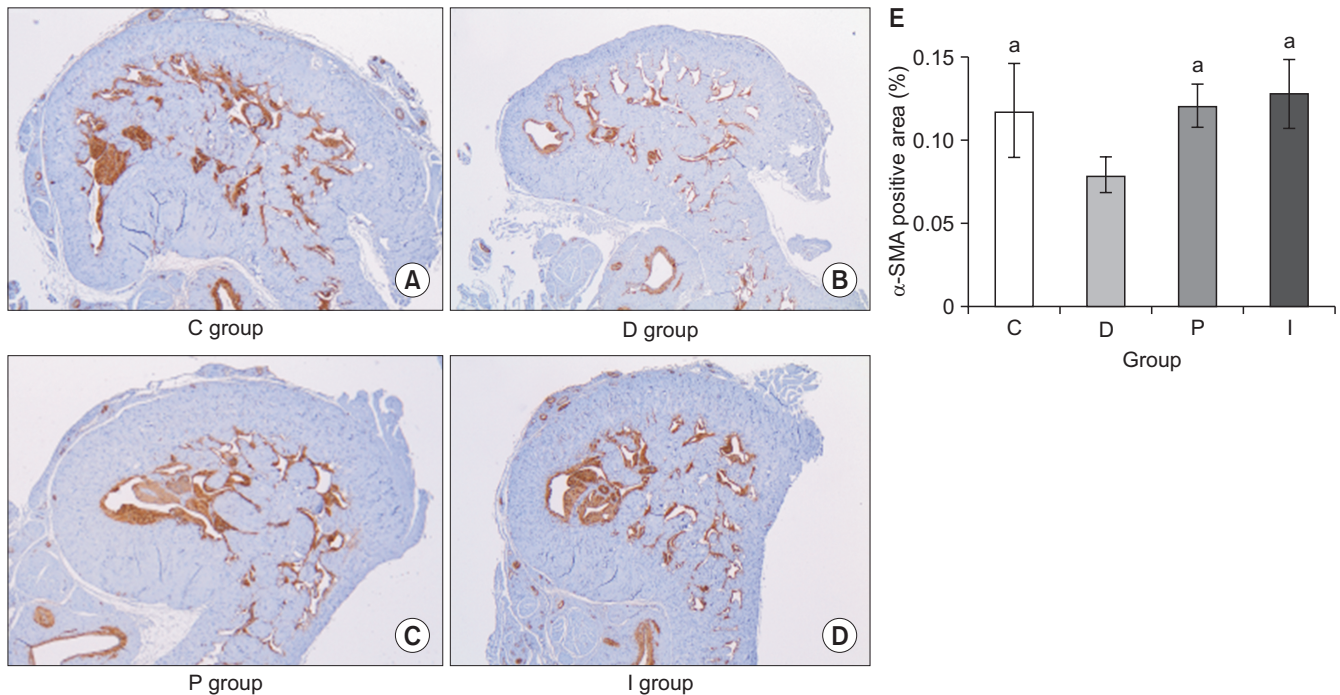 A
C group
B
D group
C
P group
D
I group
E
α-SMA positive area (%)
0.15
0.10
0.05
0
a
a
a
C
D
P
I
Group